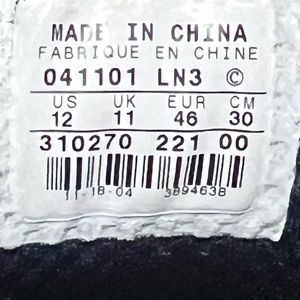 MADE IN CHINA
FABRIQUE EN CHINE
041101 LN3 ©
US UK EUR CM
12 11 46 30
310270 221 00
11-18-04 3894638